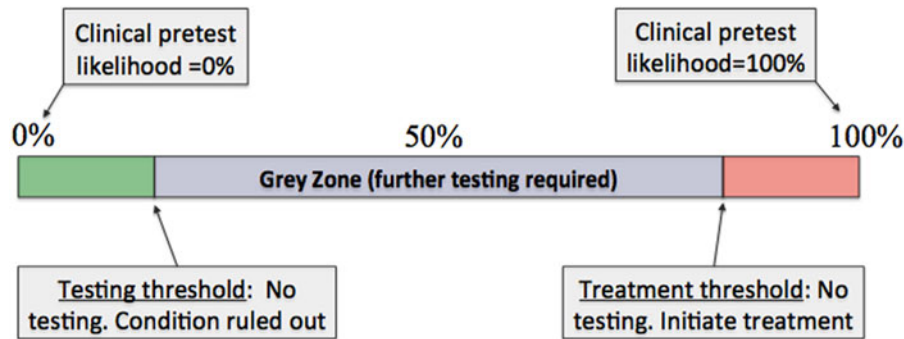 Clinical pretest
likelihood =0%
Clinical pretest
likelihood=100%
0%
50%
100%
Grey Zone (further testing required)
Testing threshold: No
testing. Condition ruled out
Treatment threshold: No
testing. Initiate treatment